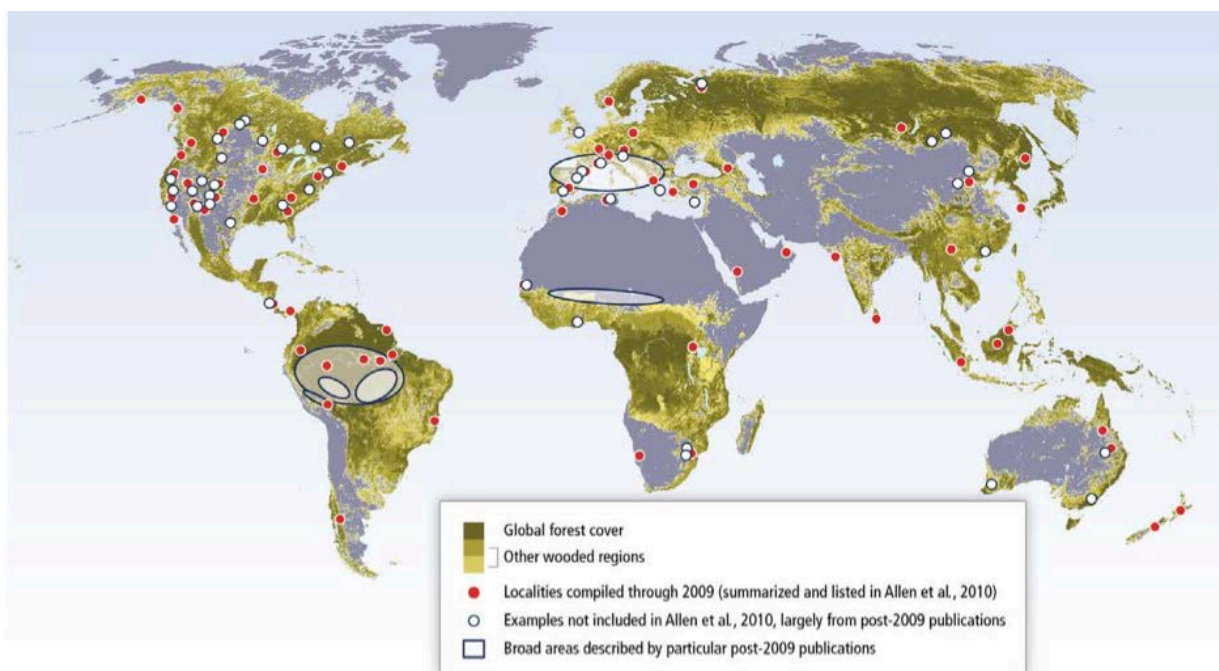 Global forest cover
Other wooded regions
Localities compiled through 2009 (summarized and listed in Allen et al., 2010)
Examples not included in Allen et al., 2010, largely from post-2009 publications
Broad areas described by particular post-2009 publications